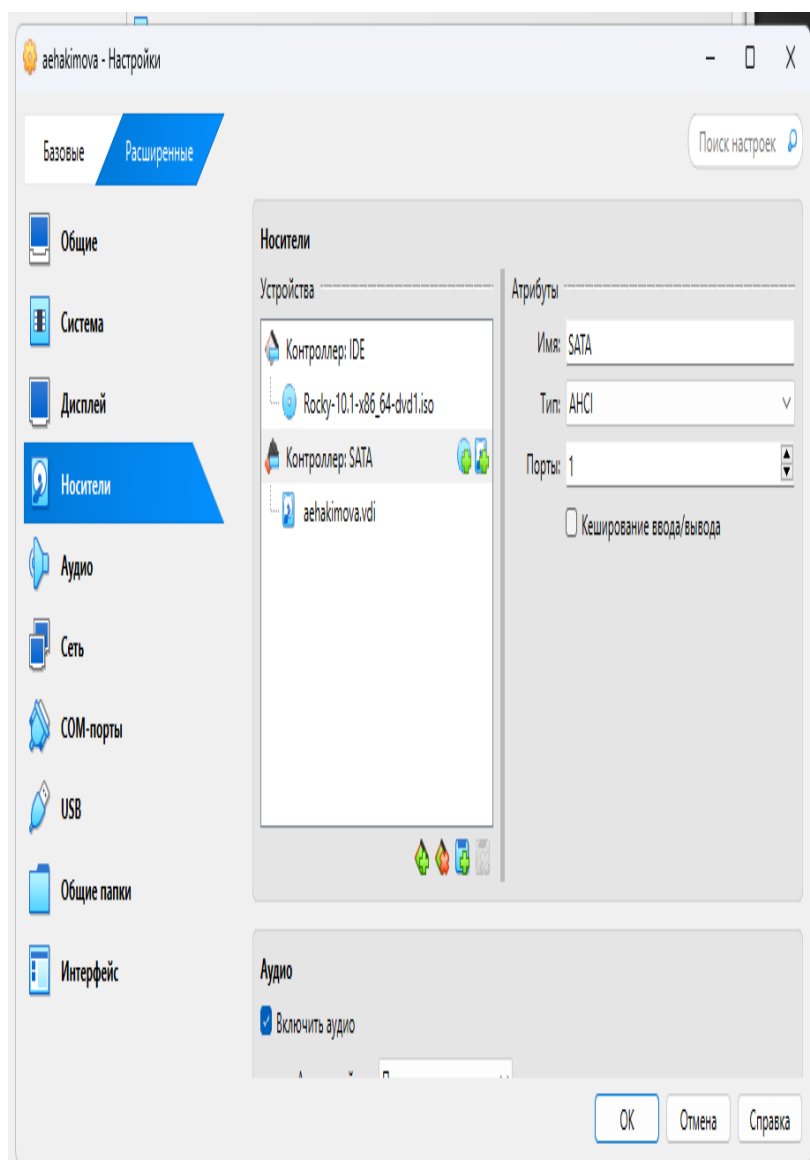 aehakimova - Настройки
Базовые
Расширенные
Поиск настроек
Общие
Система
Дисплей
Носители
Аудио
Сеть
COM-порты
USB
Общие папки
Интерфейс
Носители
Устройства
Контроллер: IDE
Rocky-10.1-x86_64-dvd1.iso
Контроллер: SATA
aehakimova.vdi
Атрибуты
Имя: SATA
Тип: AHCI
Порты: 1
Кеширование ввода/вывода
Аудио
Включить аудио
OK
Отмена
Справка